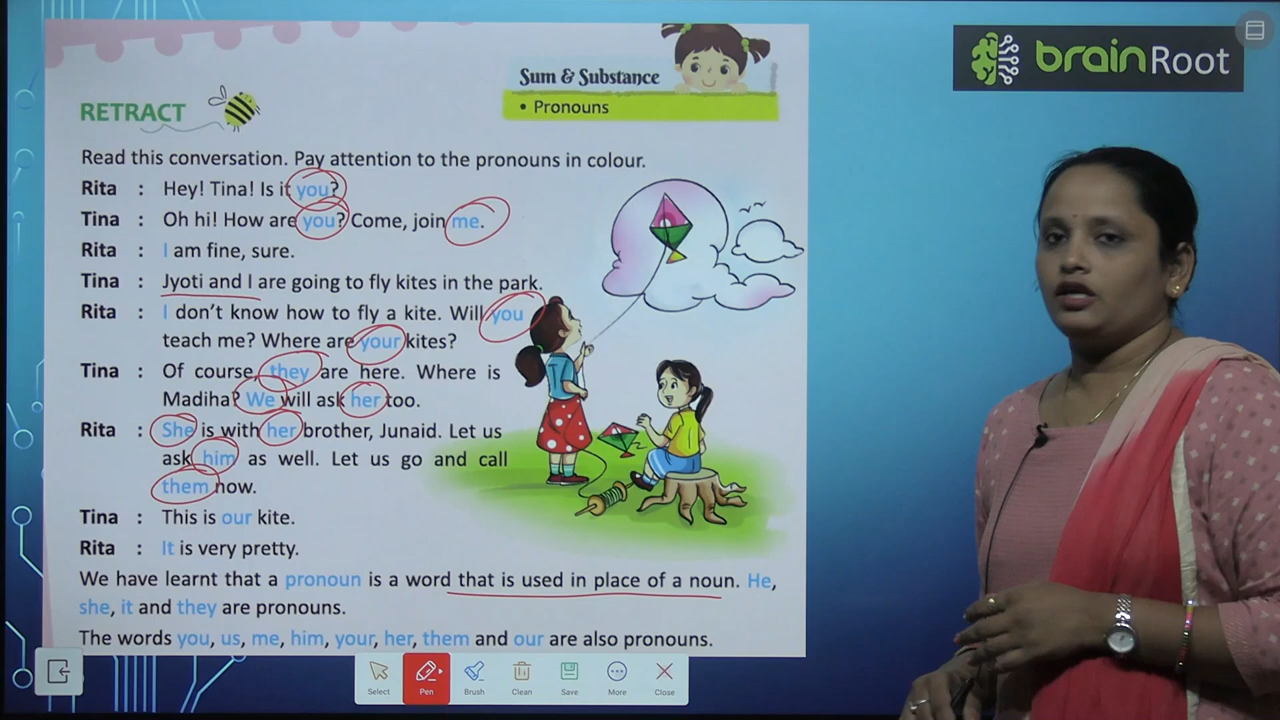 brainRoot
Sum & Substance
• Pronouns
RETRACT
Read this conversation. Pay attention to the pronouns in colour.
Rita : Hey! Tina! Is it you?
Tina : Oh hi! How are you? Come, join me.
Rita : I am fine, sure.
Tina : Jyoti and I are going to fly kites in the park.
Rita : I don't know how to fly a kite. Will you
teach me? Where are your kites?
Tina : Of course, they are here. Where is
Madiha? We will ask her too.
Rita : She is with her brother, Junaid. Let us
ask him as well. Let us go and call
them now.
Tina : This is our kite.
Rita : It is very pretty.
We have learnt that a pronoun is a word that is used in place of a noun. He,
she, it and they are pronouns.
The words you, us, me, him, your, her, them and our are also pronouns.
Select Pen Brush Clean Save More Close